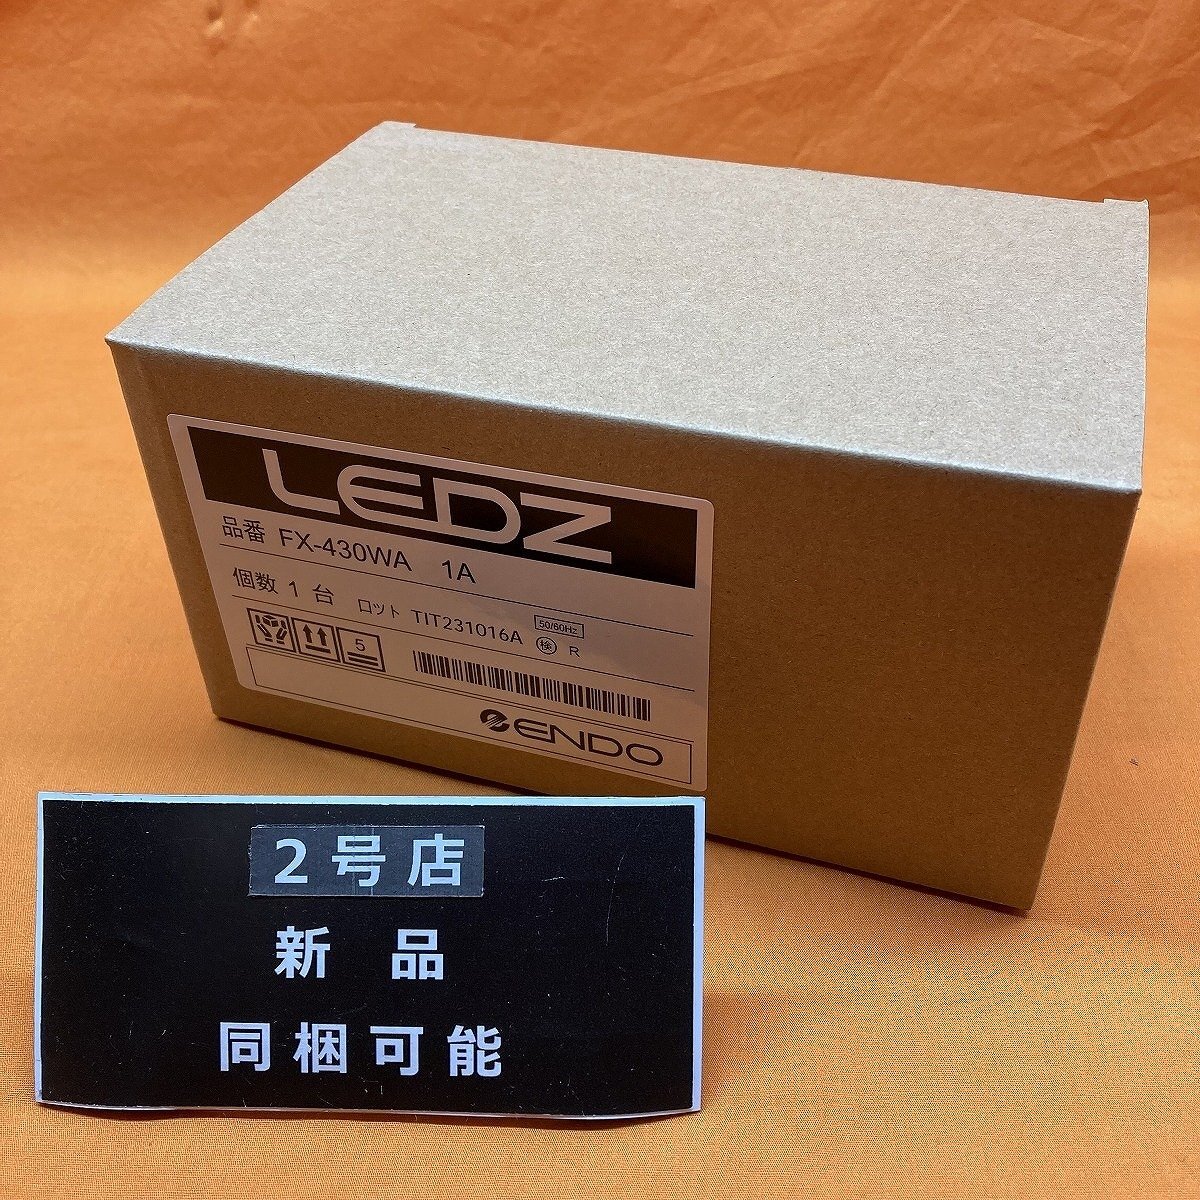 LEDZ
品番 FX-430WA 1A
個数 1 台 ロット TIT231016A 50/60Hz 検 R
5
ENDO
2号店
新品
同梱可能